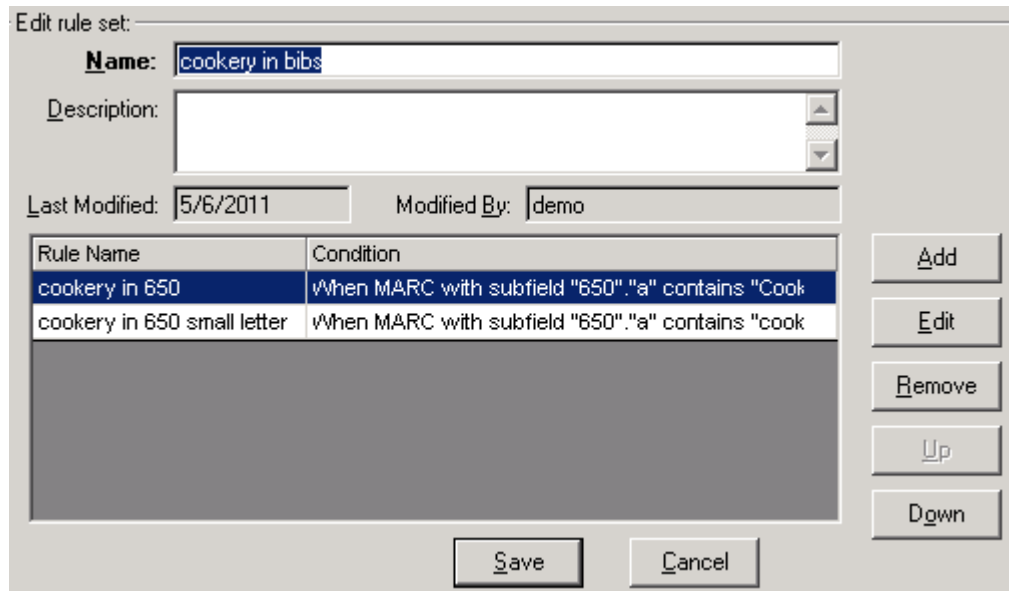 Edit rule set:
Name: cookery in bibs
Description:
Last Modified: 5/6/2011 Modified By: demo
Rule Name Condition
cookery in 650 When MARC with subfield "650"."a" contains "Cook
cookery in 650 small letter When MARC with subfield "650"."a" contains "cook
Add
Edit
Remove
Up
Down
Save Cancel